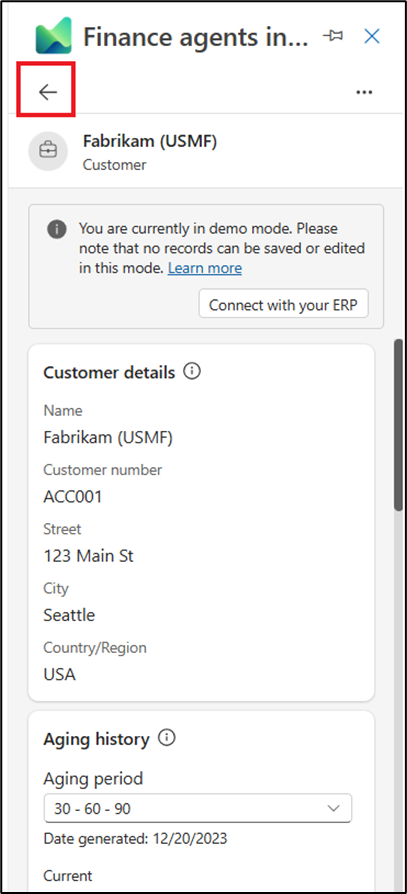 Finance agents in...
Fabrikam (USMF)
Customer
You are currently in demo mode. Please
note that no records can be saved or edited
in this mode. Learn more
Connect with your ERP
Customer details
Name
Fabrikam (USMF)
Customer number
ACC001
Street
123 Main St
City
Seattle
Country/Region
USA
Aging history
Aging period
30 - 60 - 90
Date generated: 12/20/2023
Current